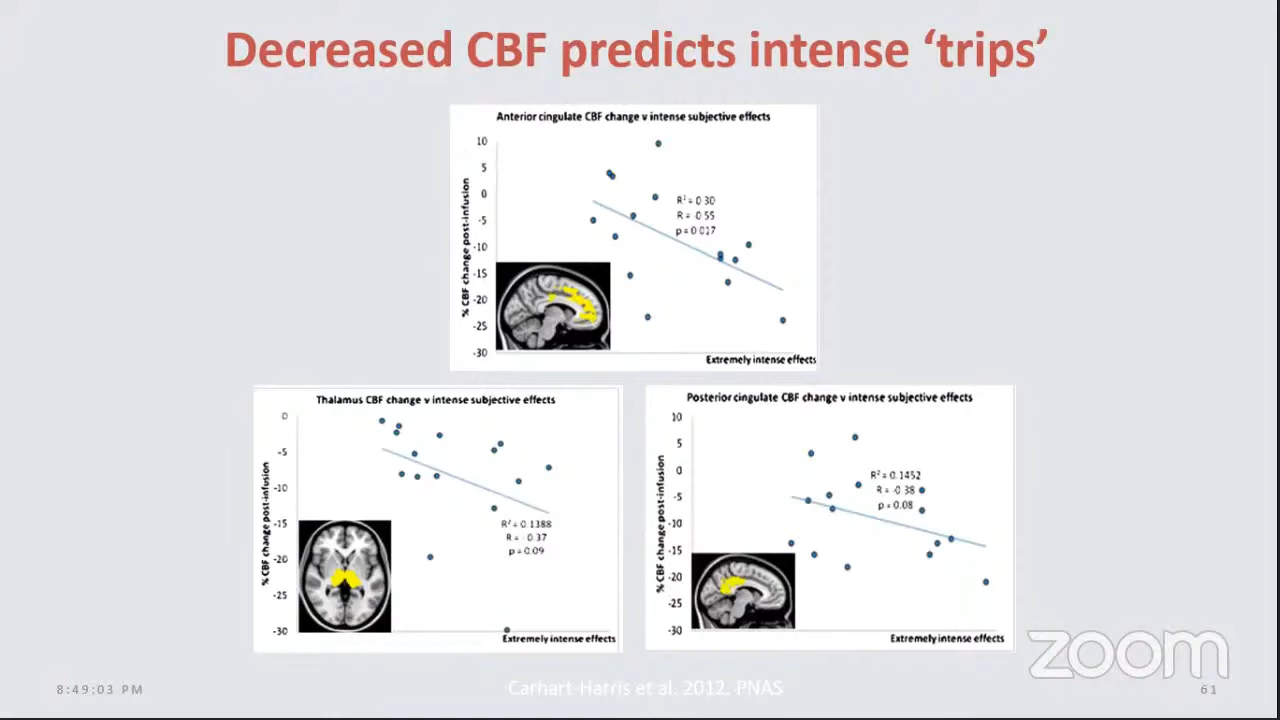 Decreased CBF predicts intense ‘trips’
Anterior cingulate CBF change v intense subjective effects
10
5
0
-5
-10
-15
-20
-25
-30
% CBF change post-infusion
R² = 0.30
R = -0.55
p = 0.017
Extremely intense effects
Thalamus CBF change v intense subjective effects
0
-5
-10
-15
-20
-25
-30
% CBF change post-infusion
R² = 0.1388
R = -0.37
p = 0.09
Extremely intense effects
Posterior cingulate CBF change v intense subjective effects
10
5
0
-5
-10
-15
-20
-25
-30
% CBF change post-infusion
R² = 0.1452
R = -0.38
p = 0.08
Extremely intense effects
zoom
8:49:03 PM
Carhart-Harris et al. 2012, PNAS
61